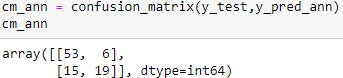 cm_ann = confusion_matrix(y_test,y_pred_ann)
cm_ann
array([[53,  6],
       [15, 19]], dtype=int64)